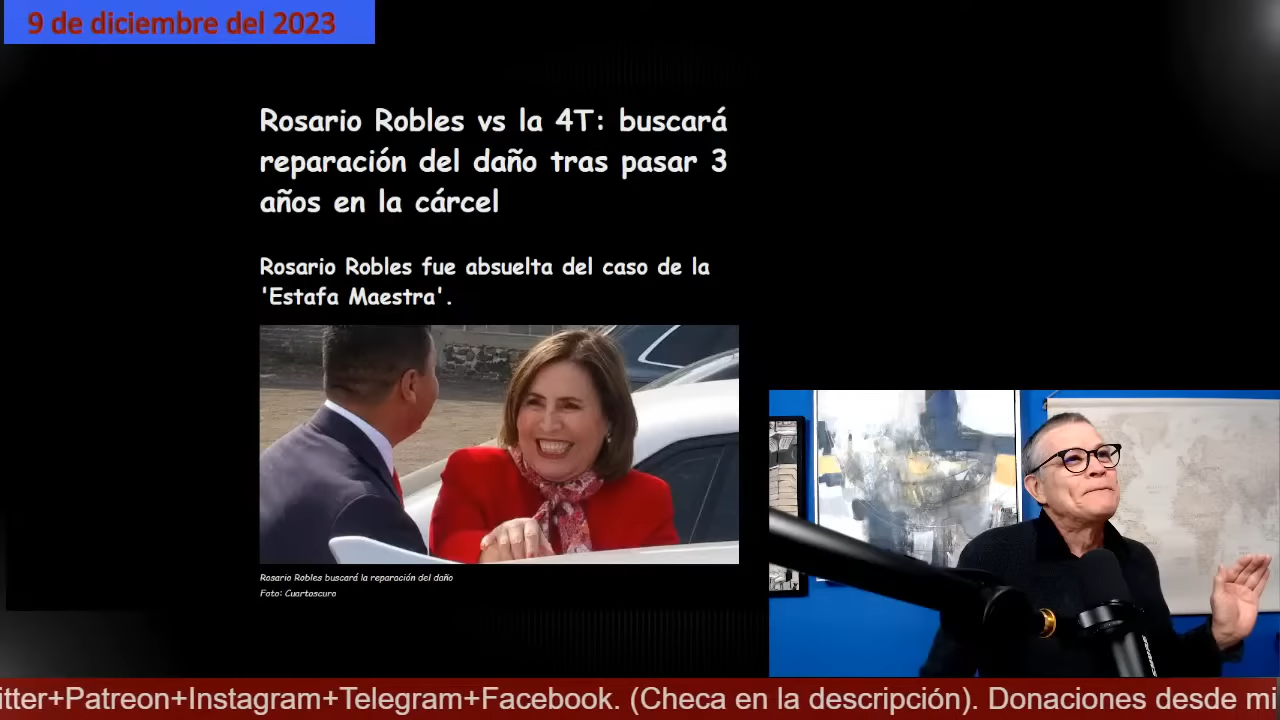 9 de diciembre del 2023
Rosario Robles vs la 4T: buscará
reparación del daño tras pasar 3
años en la cárcel
Rosario Robles fue absuelta del caso de la
'Estafa Maestra'.
Rosario Robles buscará la reparación del daño
Foto: Cuartoscuro
itter+Patreon+Instagram+Telegram+Facebook. (Checa en la descripción). Donaciones desde mi